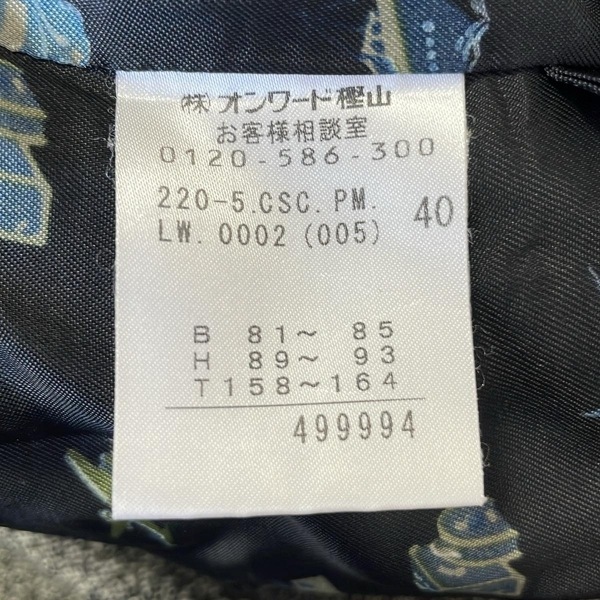 ㈱ オンワード樫山
お客様相談室
0120-586-300
220-5.CSC.PM. 40
LW.0002(005)
B 81〜 85
H 89〜 93
T158〜164
499994